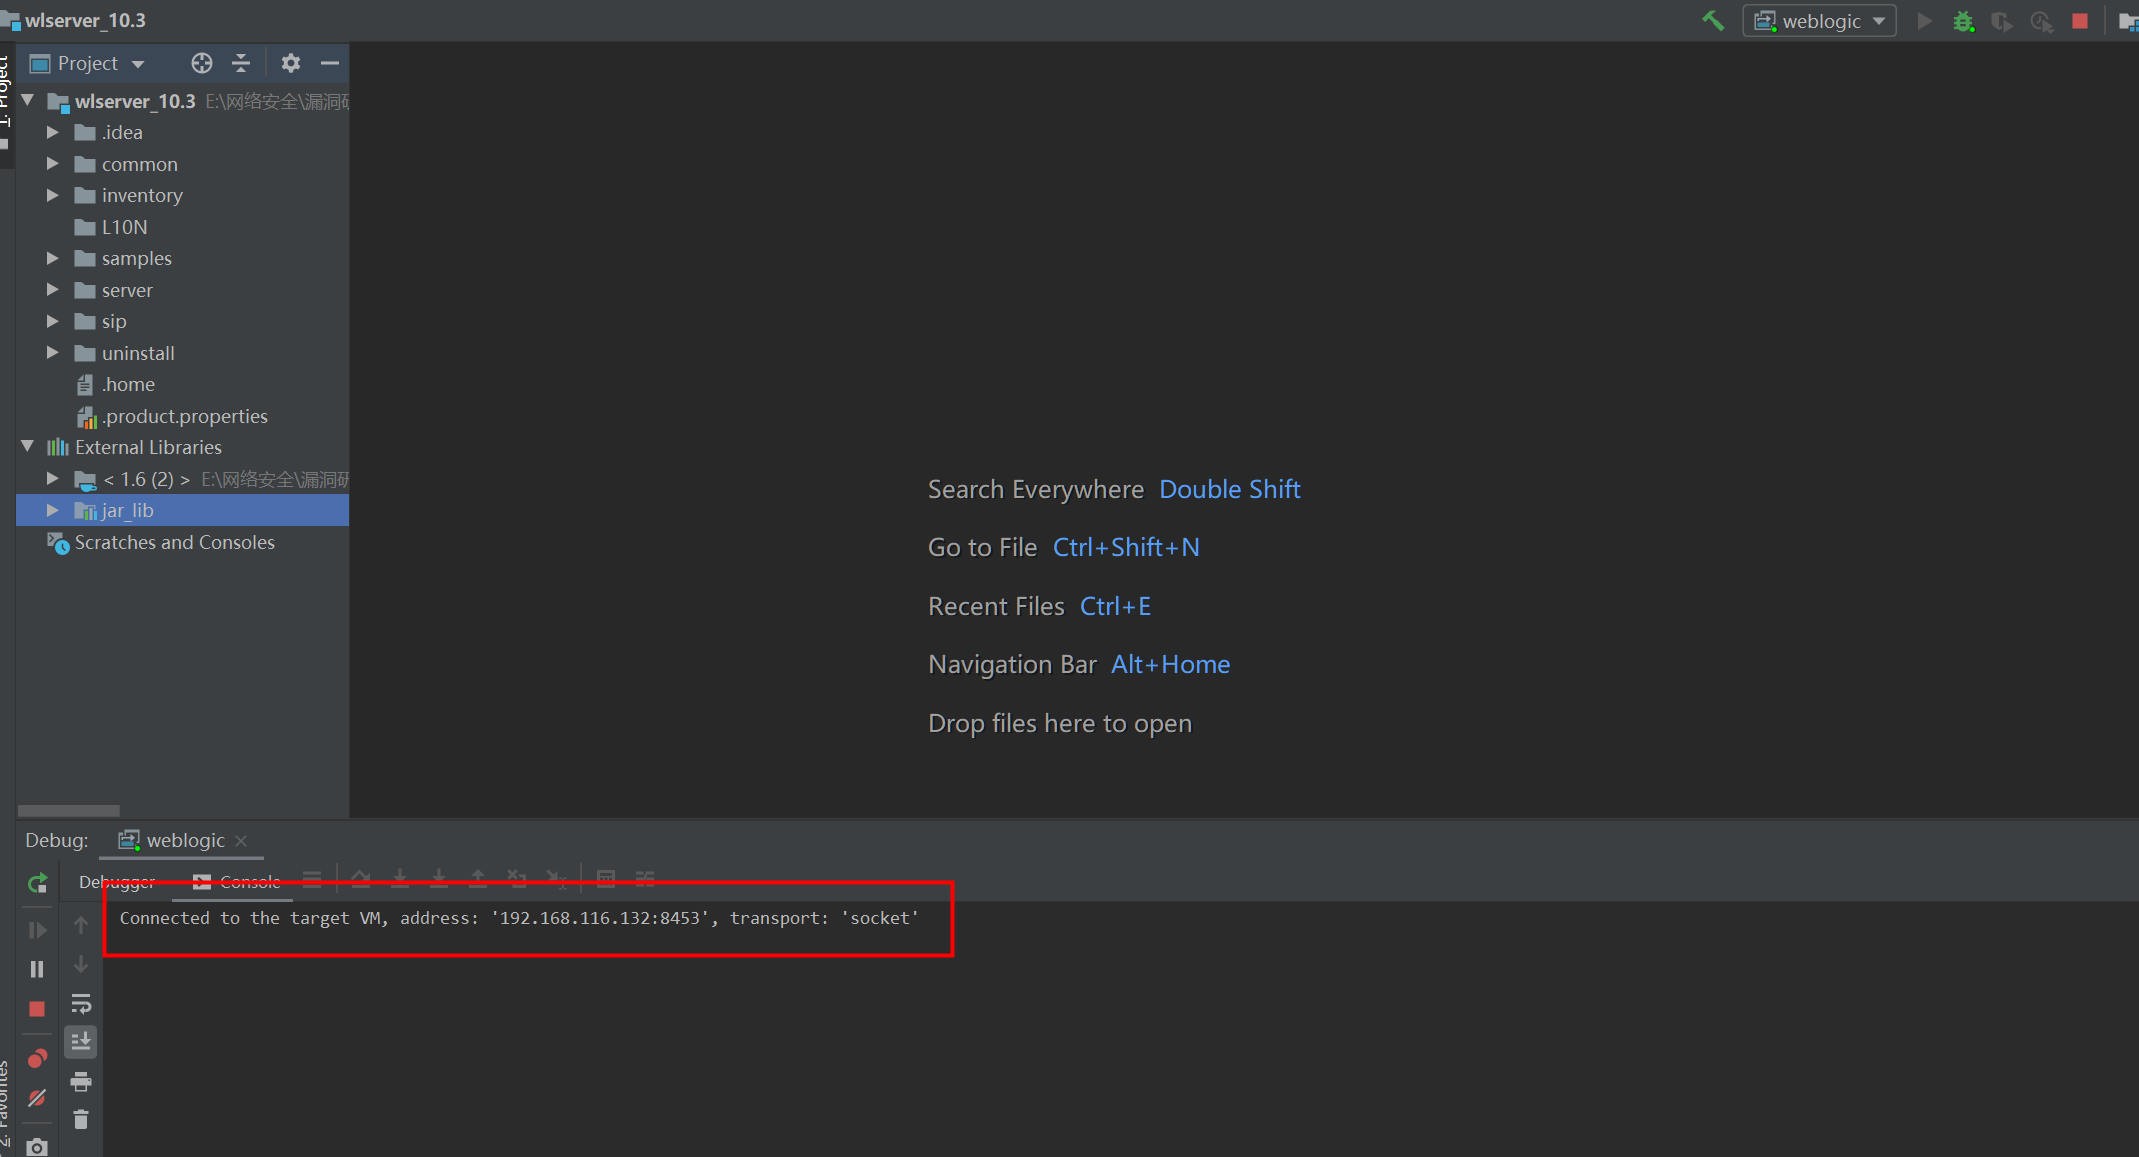 wlserver_10.3
weblogic
1: Project
Project
wlserver_10.3 E:\网络安全\漏洞研
.idea
common
inventory
L10N
samples
server
sip
uninstall
.home
.product.properties
External Libraries
< 1.6 (2) > E:\网络安全\漏洞研
jar_lib
Scratches and Consoles
Search Everywhere Double Shift
Go to File Ctrl+Shift+N
Recent Files Ctrl+E
Navigation Bar Alt+Home
Drop files here to open
Debug: weblogic
Debugger Console
Connected to the target VM, address: '192.168.116.132:8453', transport: 'socket'
2: Favorites